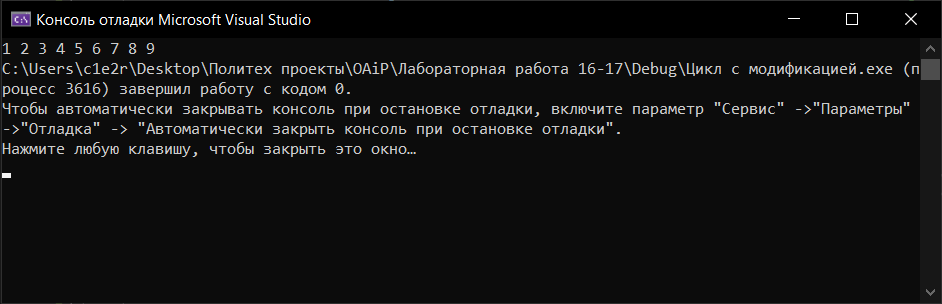 Консоль отладки Microsoft Visual Studio
1 2 3 4 5 6 7 8 9
C:\Users\c1e2r\Desktop\Политех проекты\OAiP\Лабораторная работа 16-17\Debug\Цикл с модификацией.exe (п
роцесс 3616) завершил работу с кодом 0.
Чтобы автоматически закрывать консоль при остановке отладки, включите параметр "Сервис" ->"Параметры"
->"Отладка" -> "Автоматически закрыть консоль при остановке отладки".
Нажмите любую клавишу, чтобы закрыть это окно…